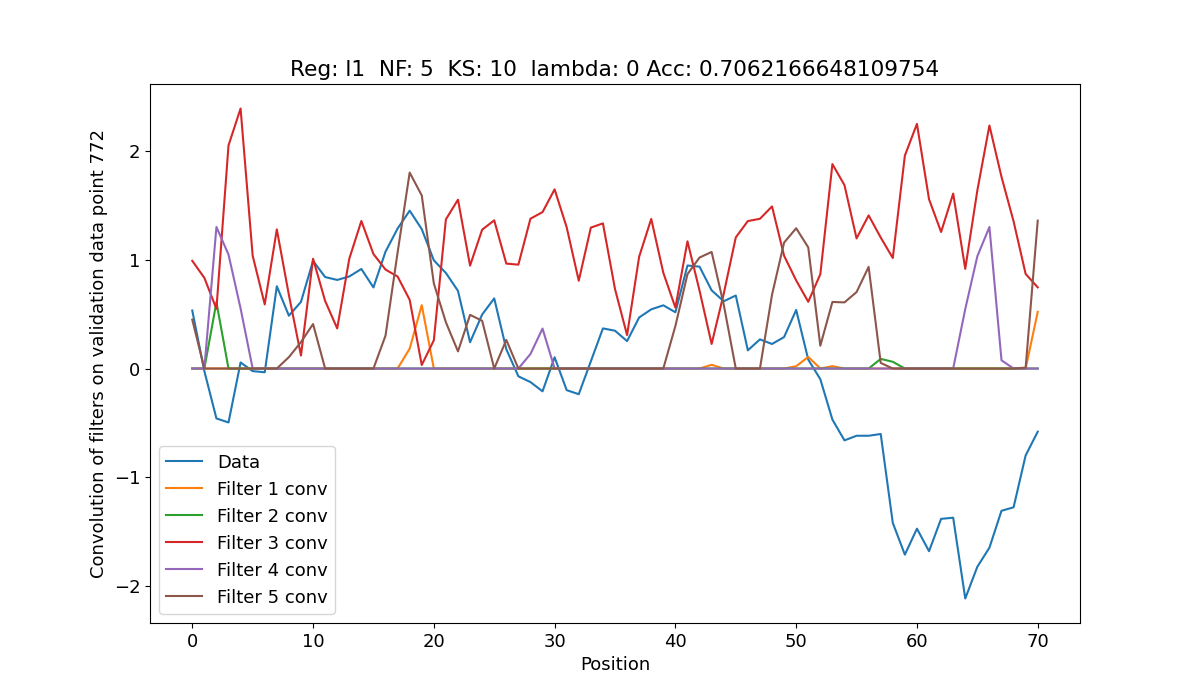 Reg: l1  NF: 5  KS: 10  lambda: 0 Acc: 0.7062166648109754
Convolution of filters on validation data point 772
2
1
0
−1
−2
Data
Filter 1 conv
Filter 2 conv
Filter 3 conv
Filter 4 conv
Filter 5 conv
0 10 20 30 40 50 60 70
Position